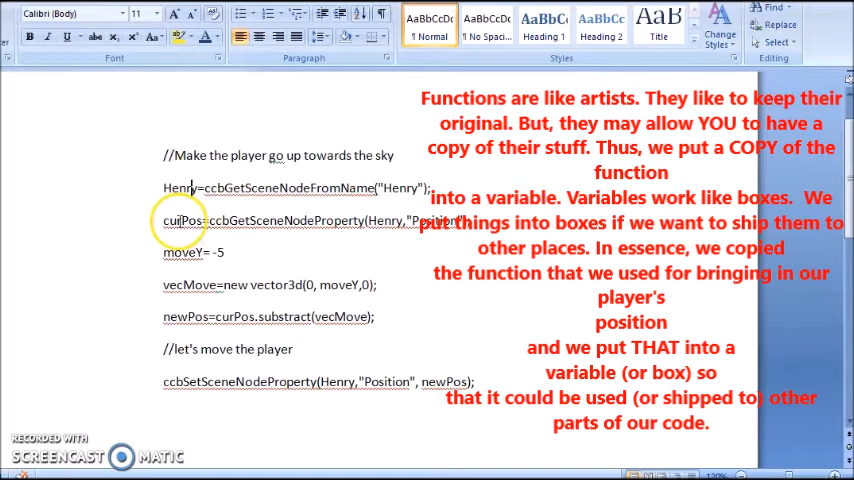 Calibri (Body)
11
Find
Replace
Select
Editing
B I U abc
Aa
Font
Paragraph
AaBbCcDc
¶ Normal
AaBbCcDc
¶ No Spaci...
AaBbCc
Heading 1
AaBbCc
Heading 2
AaB
Title
Change
Styles
Styles
//Make the player go up towards the sky
Henry=ccbGetSceneNodeFromName("Henry");
curPos=ccbGetSceneNodeProperty(Henry,"Position");
moveY= -5
vecMove=new vector3d(0, moveY,0);
newPos=curPos.substract(vecMove);
//let's move the player
ccbSetSceneNodeProperty(Henry,"Position", newPos);
Functions are like artists. They like to keep their
original. But, they may allow YOU to have a
copy of their stuff. Thus, we put a COPY of the
function
into a variable. Variables work like boxes. We
put things into boxes if we want to ship them to
other places. In essence, we copied
the function that we used for bringing in our
player's
position
and we put THAT into a
variable (or box) so
that it could be used (or shipped to) other
parts of our code.
RECORDED WITH
SCREENCAST MATIC
120%